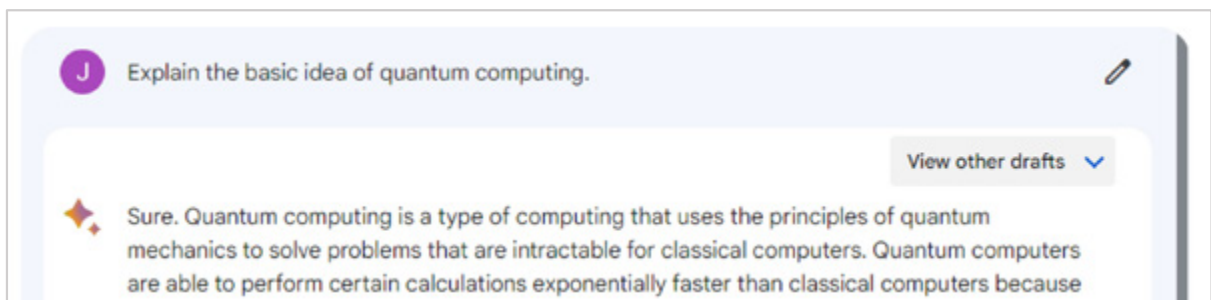 J
Explain the basic idea of quantum computing.
View other drafts
Sure. Quantum computing is a type of computing that uses the principles of quantum
mechanics to solve problems that are intractable for classical computers. Quantum computers
are able to perform certain calculations exponentially faster than classical computers because